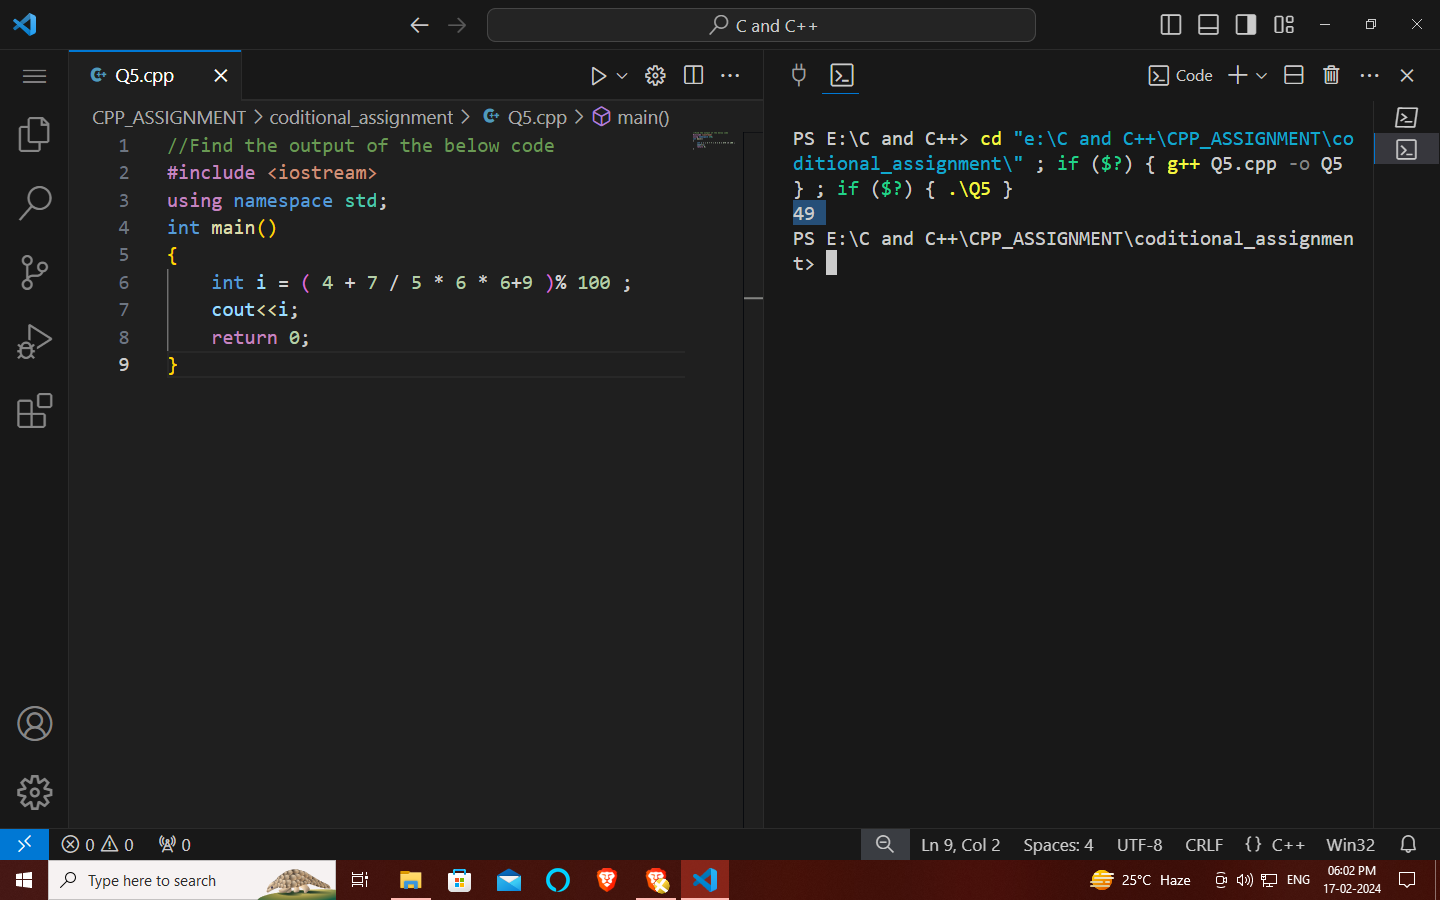 C and C++
Q5.cpp
Code
CPP_ASSIGNMENT > coditional_assignment > Q5.cpp > main()
1 //Find the output of the below code
2 #include <iostream>
3 using namespace std;
4 int main()
5 {
6 int i = ( 4 + 7 / 5 * 6 * 6+9 )% 100 ;
7 cout<<i;
8 return 0;
9 }
PS E:\C and C++> cd "e:\C and C++\CPP_ASSIGNMENT\co
ditional_assignment\" ; if ($?) { g++ Q5.cpp -o Q5
} ; if ($?) { .\Q5 }
49
PS E:\C and C++\CPP_ASSIGNMENT\coditional_assignmen
t>
0 0 0
Ln 9, Col 2 Spaces: 4 UTF-8 CRLF {} C++ Win32
Type here to search
25°C Haze
ENG
06:02 PM
17-02-2024